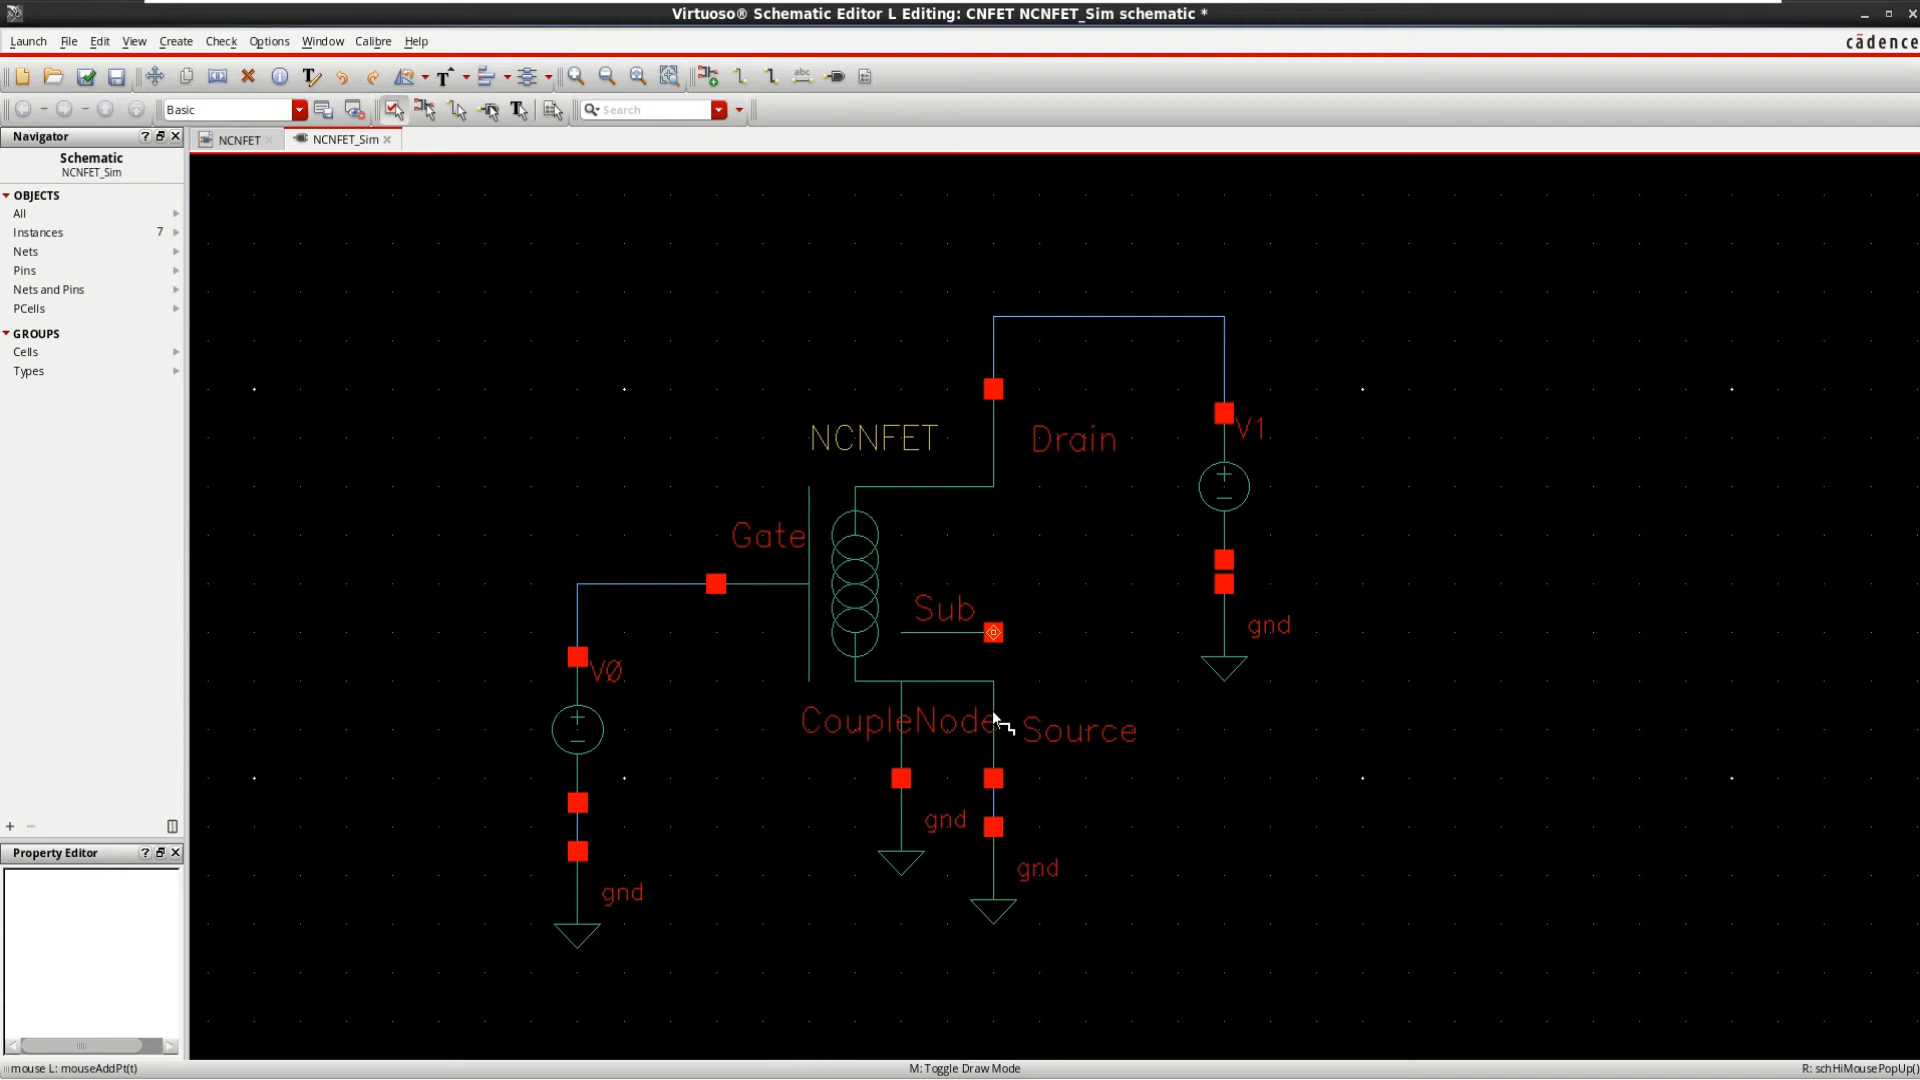 Virtuoso® Schematic Editor L Editing: CNFET NCNFET_Sim schematic *
Launch File Edit View Create Check Options Window Calibre Help
cādence
Basic
Search
Navigator
NCNFET
NCNFET_Sim
Schematic
NCNFET_Sim
OBJECTS
All
Instances 7
Nets
Pins
Nets and Pins
PCells
GROUPS
Cells
Types
NCNFET
Drain
V1
Gate
Sub
gnd
V0
CoupleNode
Source
gnd
gnd
gnd
Property Editor
mouse L: mouseAddPt(t)
M: Toggle Draw Mode
R: schHiMousePopUp()